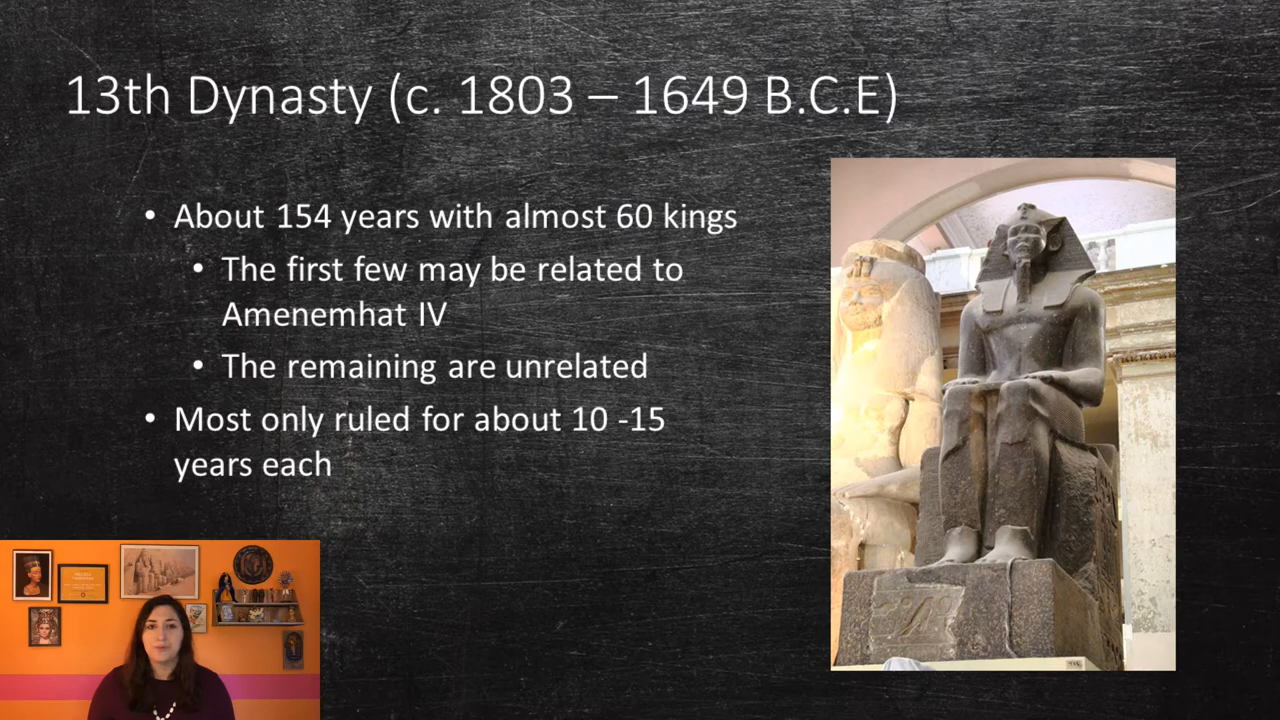 13th Dynasty (c. 1803 – 1649 B.C.E)
• About 154 years with almost 60 kings
• The first few may be related to
Amenemhat IV
• The remaining are unrelated
• Most only ruled for about 10 -15
years each